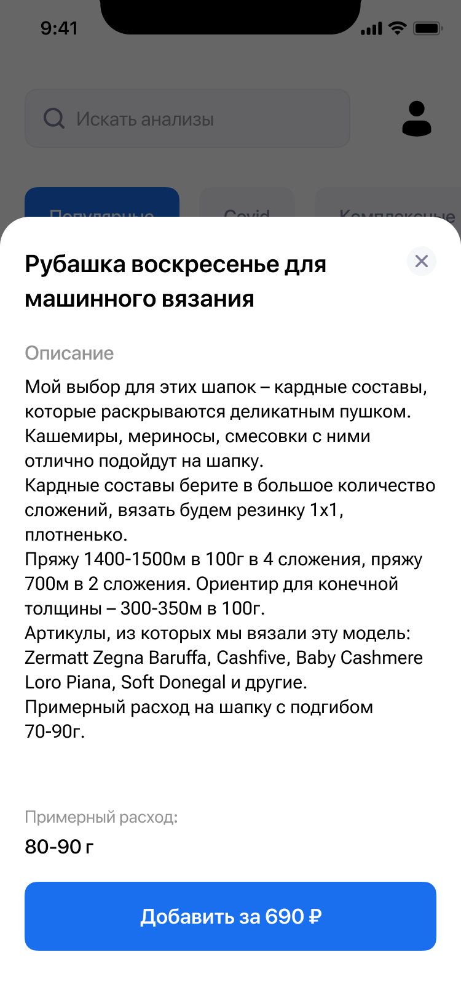 9:41
Искать анализы
Популярные
Covid
Комплексные
Рубашка воскресенье для
машинного вязания
Описание
Мой выбор для этих шапок – кардные составы,
которые раскрываются деликатным пушком.
Кашемиры, мериносы, смесовки с ними
отлично подойдут на шапку.
Кардные составы берите в большое количество
сложений, вязать будем резинку 1х1,
плотненько.
Пряжу 1400-1500м в 100г в 4 сложения, пряжу
700м в 2 сложения. Ориентир для конечной
толщины – 300-350м в 100г.
Артикулы, из которых мы вязали эту модель:
Zermatt Zegna Baruffa, Cashfive, Baby Cashmere
Loro Piana, Soft Donegal и другие.
Примерный расход на шапку с подгибом
70-90г.
Примерный расход:
80-90 г
Добавить за 690 ₽